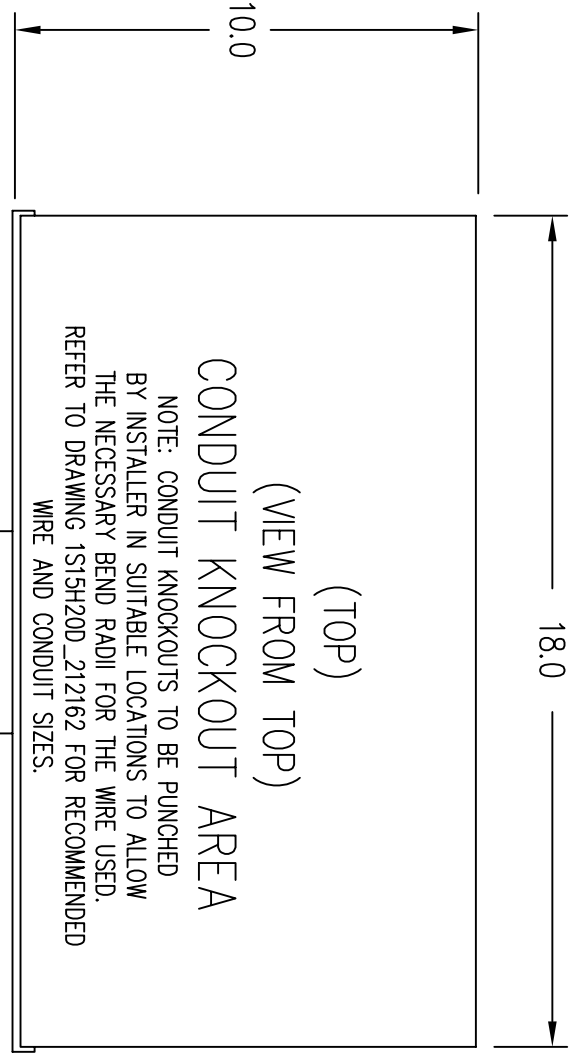 18.0
10.0
(TOP)
(VIEW FROM TOP)
CONDUIT KNOCKOUT AREA
NOTE: CONDUIT KNOCKOUTS TO BE PUNCHED
BY INSTALLER IN SUITABLE LOCATIONS TO ALLOW
THE NECESSARY BEND RADII FOR THE WIRE USED.
REFER TO DRAWING 1S15H20D_212162 FOR RECOMMENDED
WIRE AND CONDUIT SIZES.